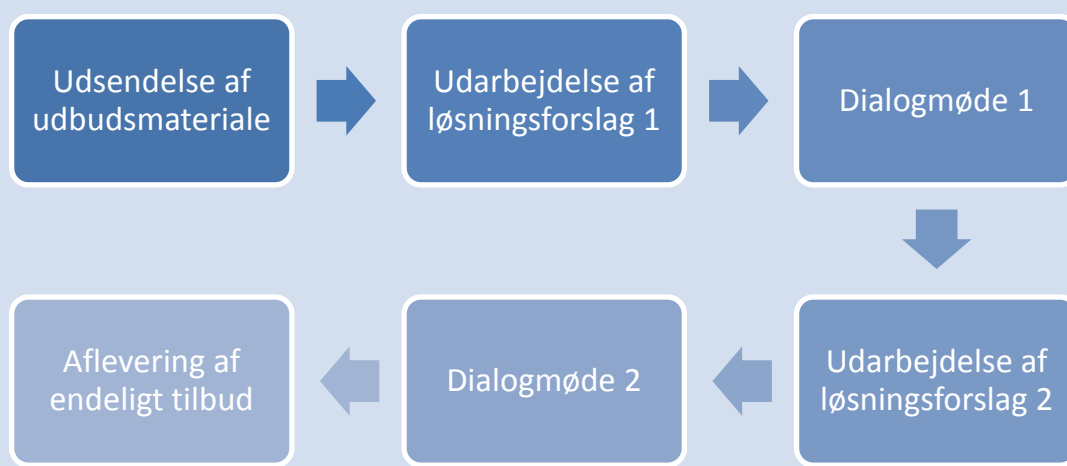 Udsendelse af
udbudsmateriale
Udarbejdelse af
løsningsforslag 1
Dialogmøde 1
Udarbejdelse af
løsningsforslag 2
Dialogmøde 2
Aflevering af
endeligt tilbud